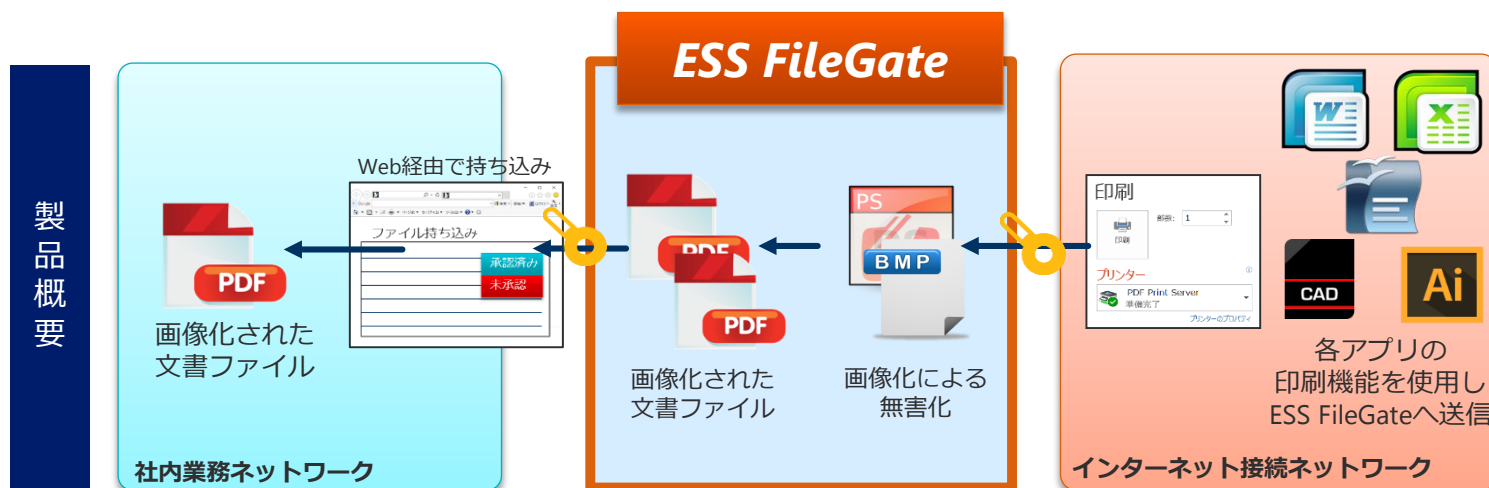 製品概要
ESS FileGate
Web経由で持ち込み
ファイル持ち込み
承認済み
未承認
PDF
画像化された
文書ファイル
社内業務ネットワーク
PDF
PDF
画像化された
文書ファイル
PS
BMP
画像化による
無害化
印刷
印刷
部数: 1
プリンター
PDF Print Server
準備完了
プリンターのプロパティ
W
X
CAD
Ai
各アプリの
印刷機能を使用し
ESS FileGateへ送信
インターネット接続ネットワーク